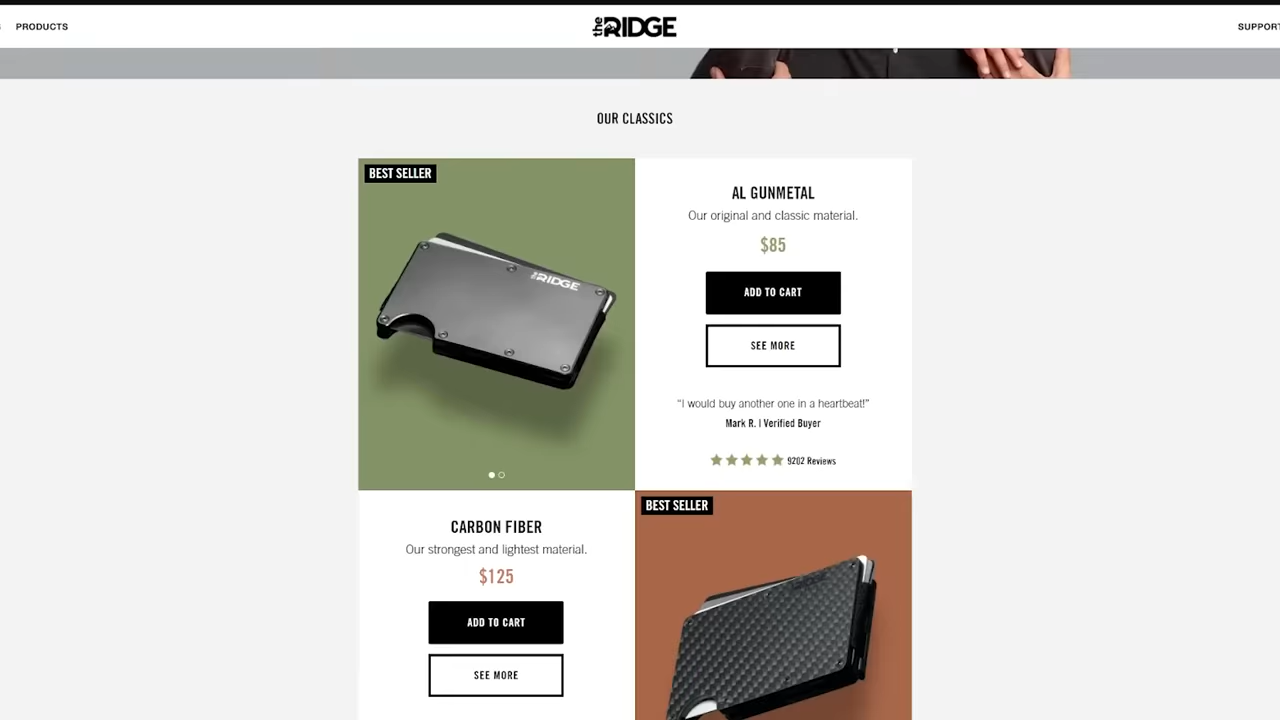 PRODUCTS
the RIDGE
SUPPORT
OUR CLASSICS
BEST SELLER
the RIDGE
AL GUNMETAL
Our original and classic material.
$85
ADD TO CART
SEE MORE
“I would buy another one in a heartbeat!”
Mark R. | Verified Buyer
9202 Reviews
CARBON FIBER
Our strongest and lightest material.
$125
ADD TO CART
SEE MORE
BEST SELLER